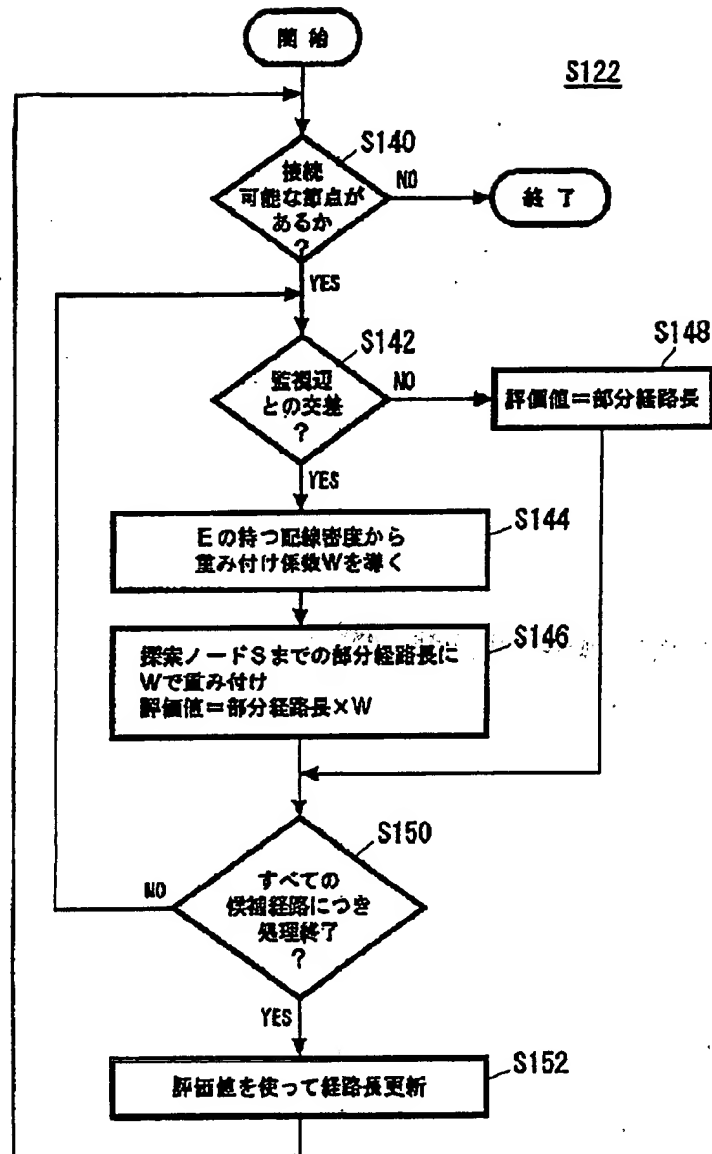 開始
S122
S140
接続
可能な節点が
あるか
?
NO
終了
YES
S142
監視辺
との交差
?
NO
S148
評価値=部分経路長
YES
S144
Eの持つ配線密度から
重み付け係数Wを導く
S146
探索ノードSまでの部分経路長に
Wで重み付け
評価値=部分経路長×W
S150
すべての
候補経路につき
処理終了
?
NO
YES
S152
評価値を使って経路長更新